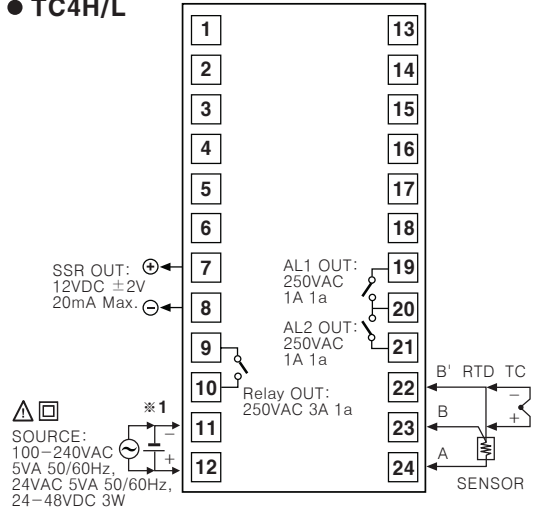 ● TC4H/L
1
13
2
14
3
15
4
16
5
17
6
18
SSR OUT:
12VDC ±2V
20mA Max.
+
−
7
8
AL1 OUT:
250VAC
1A 1a
19
20
AL2 OUT:
250VAC
1A 1a
21
9
10
Relay OUT:
250VAC 3A 1a
22
B' RTD TC
−
+
23
B
24
A
SENSOR
※1
−
+
11
12
SOURCE:
100−240VAC
5VA 50/60Hz,
24VAC 5VA 50/60Hz,
24−48VDC 3W